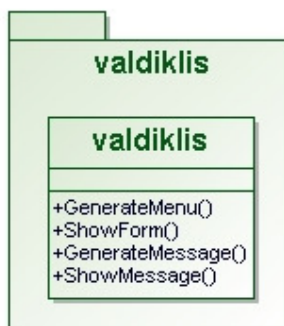 valdiklis
valdiklis
+GenerateMenu()
+ShowForm()
+GenerateMessage()
+ShowMessage()